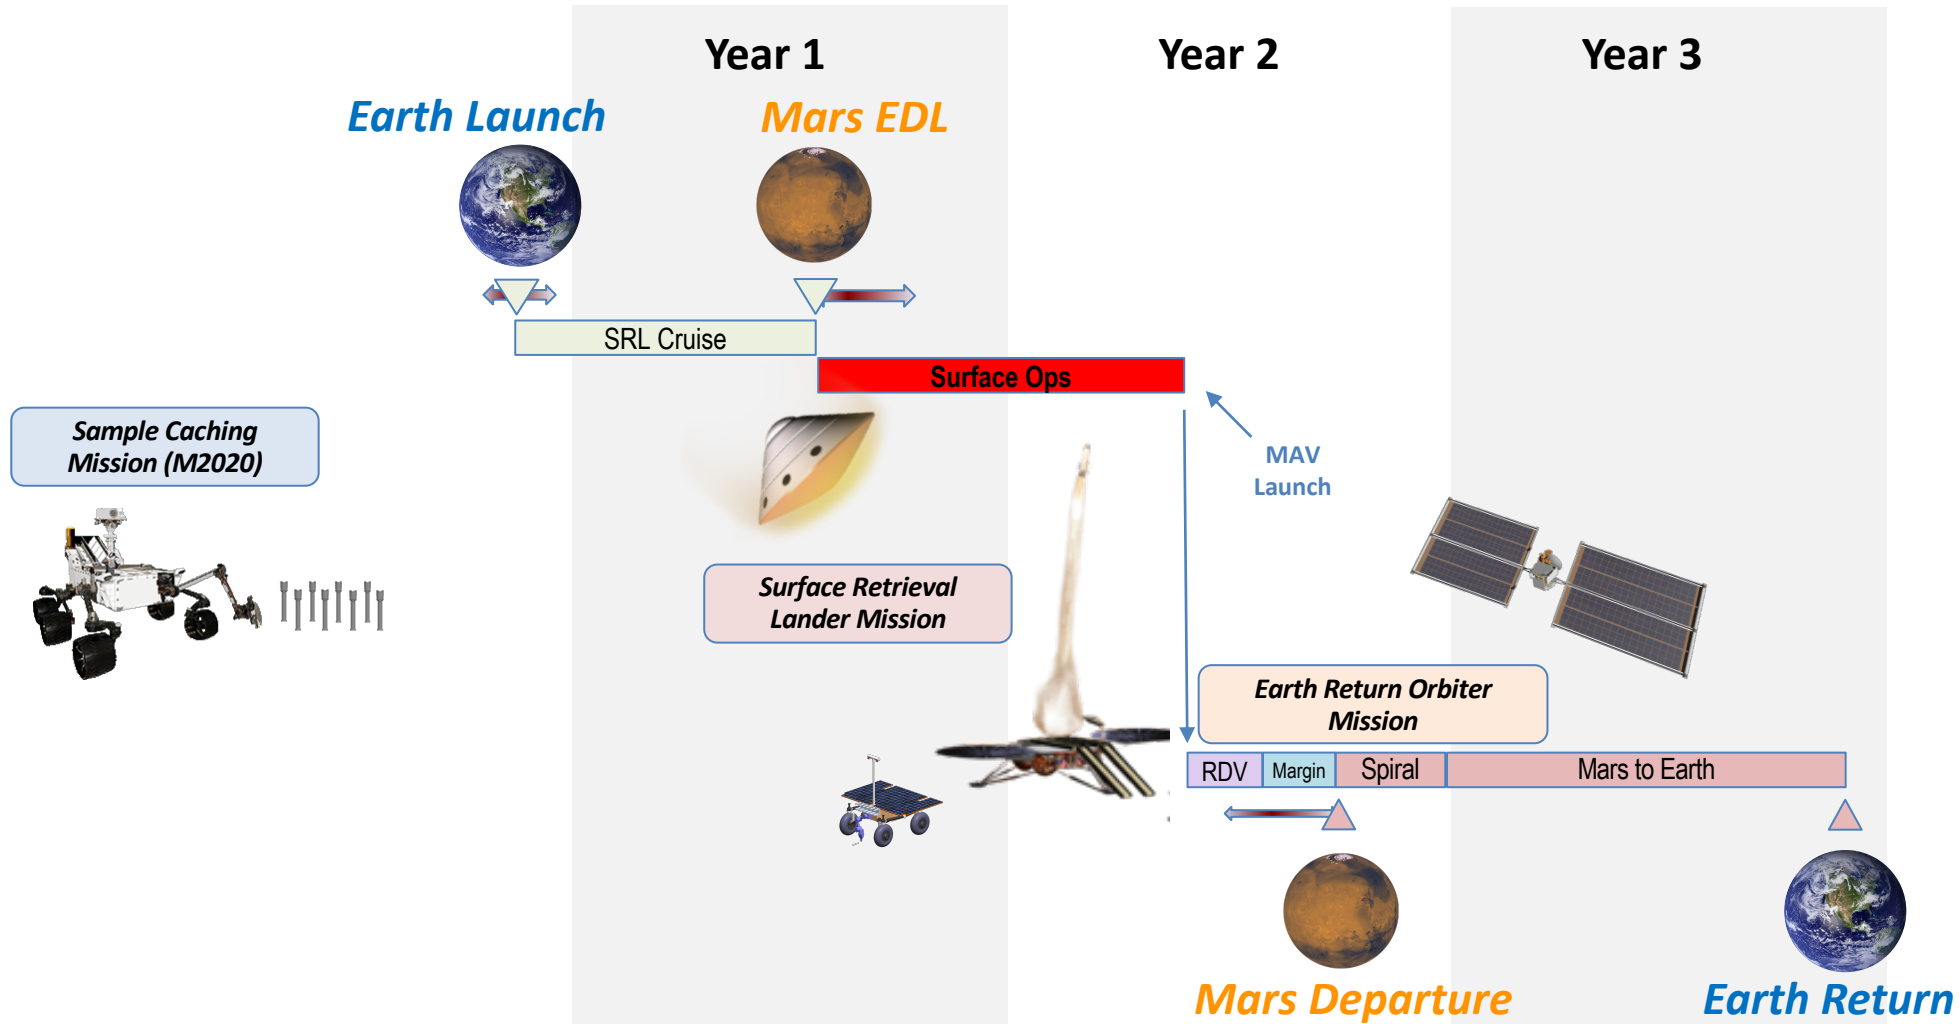 Year 1
Year 2
Year 3
Earth Launch
Mars EDL
SRL Cruise
Surface Ops
Sample Caching
Mission (M2020)
MAV
Launch
Surface Retrieval
Lander Mission
Earth Return Orbiter
Mission
RDV
Margin
Spiral
Mars to Earth
Mars Departure
Earth Return